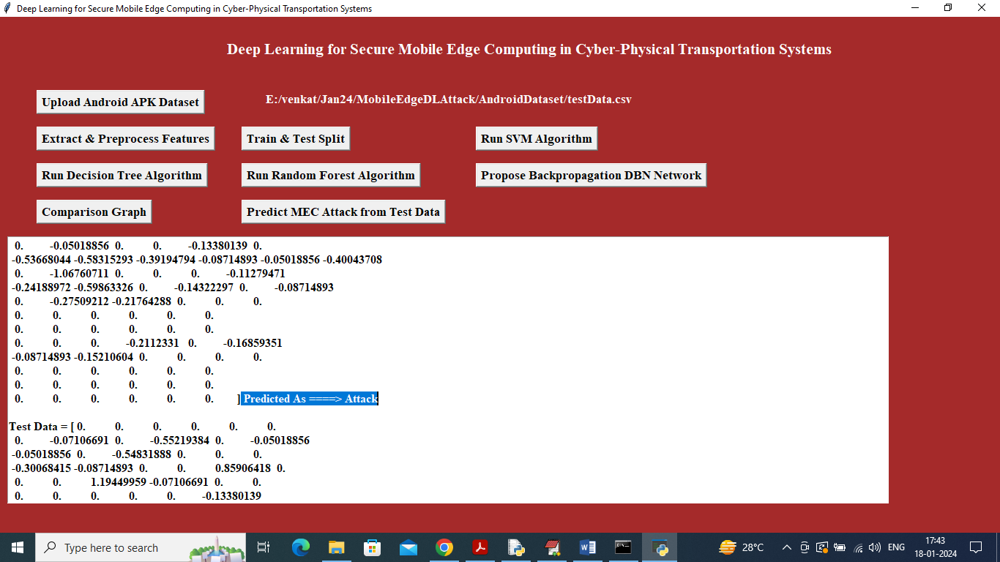 Deep Learning for Secure Mobile Edge Computing in Cyber-Physical Transportation Systems
Deep Learning for Secure Mobile Edge Computing in Cyber-Physical Transportation Systems
Upload Android APK Dataset
E:/venkat/Jan24/MobileEdgeDLAttack/AndroidDataset/testData.csv
Extract & Preprocess Features
Train & Test Split
Run SVM Algorithm
Run Decision Tree Algorithm
Run Random Forest Algorithm
Propose Backpropagation DBN Network
Comparison Graph
Predict MEC Attack from Test Data
0. -0.05018856 0. 0. -0.13380139 0.
-0.53668044 -0.58315293 -0.39194794 -0.08714893 -0.05018856 -0.40043708
0. -1.06760711 0. 0. 0. -0.11279471
-0.24188972 -0.59863326 0. -0.14322297 0. -0.08714893
0. -0.27509212 -0.21764288 0. 0. 0.
0. 0. 0. 0. 0. 0.
0. 0. 0. 0. 0. 0.
0. 0. 0. -0.2112331 0. -0.16859351
-0.08714893 -0.15210604 0. 0. 0. 0.
0. 0. 0. 0. 0. 0.
0. 0. 0. 0. 0. 0.
0. 0. 0. 0. 0. 0. ] Predicted As ====> Attack
Test Data = [ 0. 0. 0. 0. 0. 0.
0. -0.07106691 0. -0.55219384 0. -0.05018856
-0.05018856 0. -0.54831888 0. 0. 0.
-0.30068415 -0.08714893 0. 0. 0.85906418 0.
0. 0. 1.19449959 -0.07106691 0. 0.
0. 0. 0. 0. 0. -0.13380139
Type here to search
28°C
ENG
17:43
18-01-2024